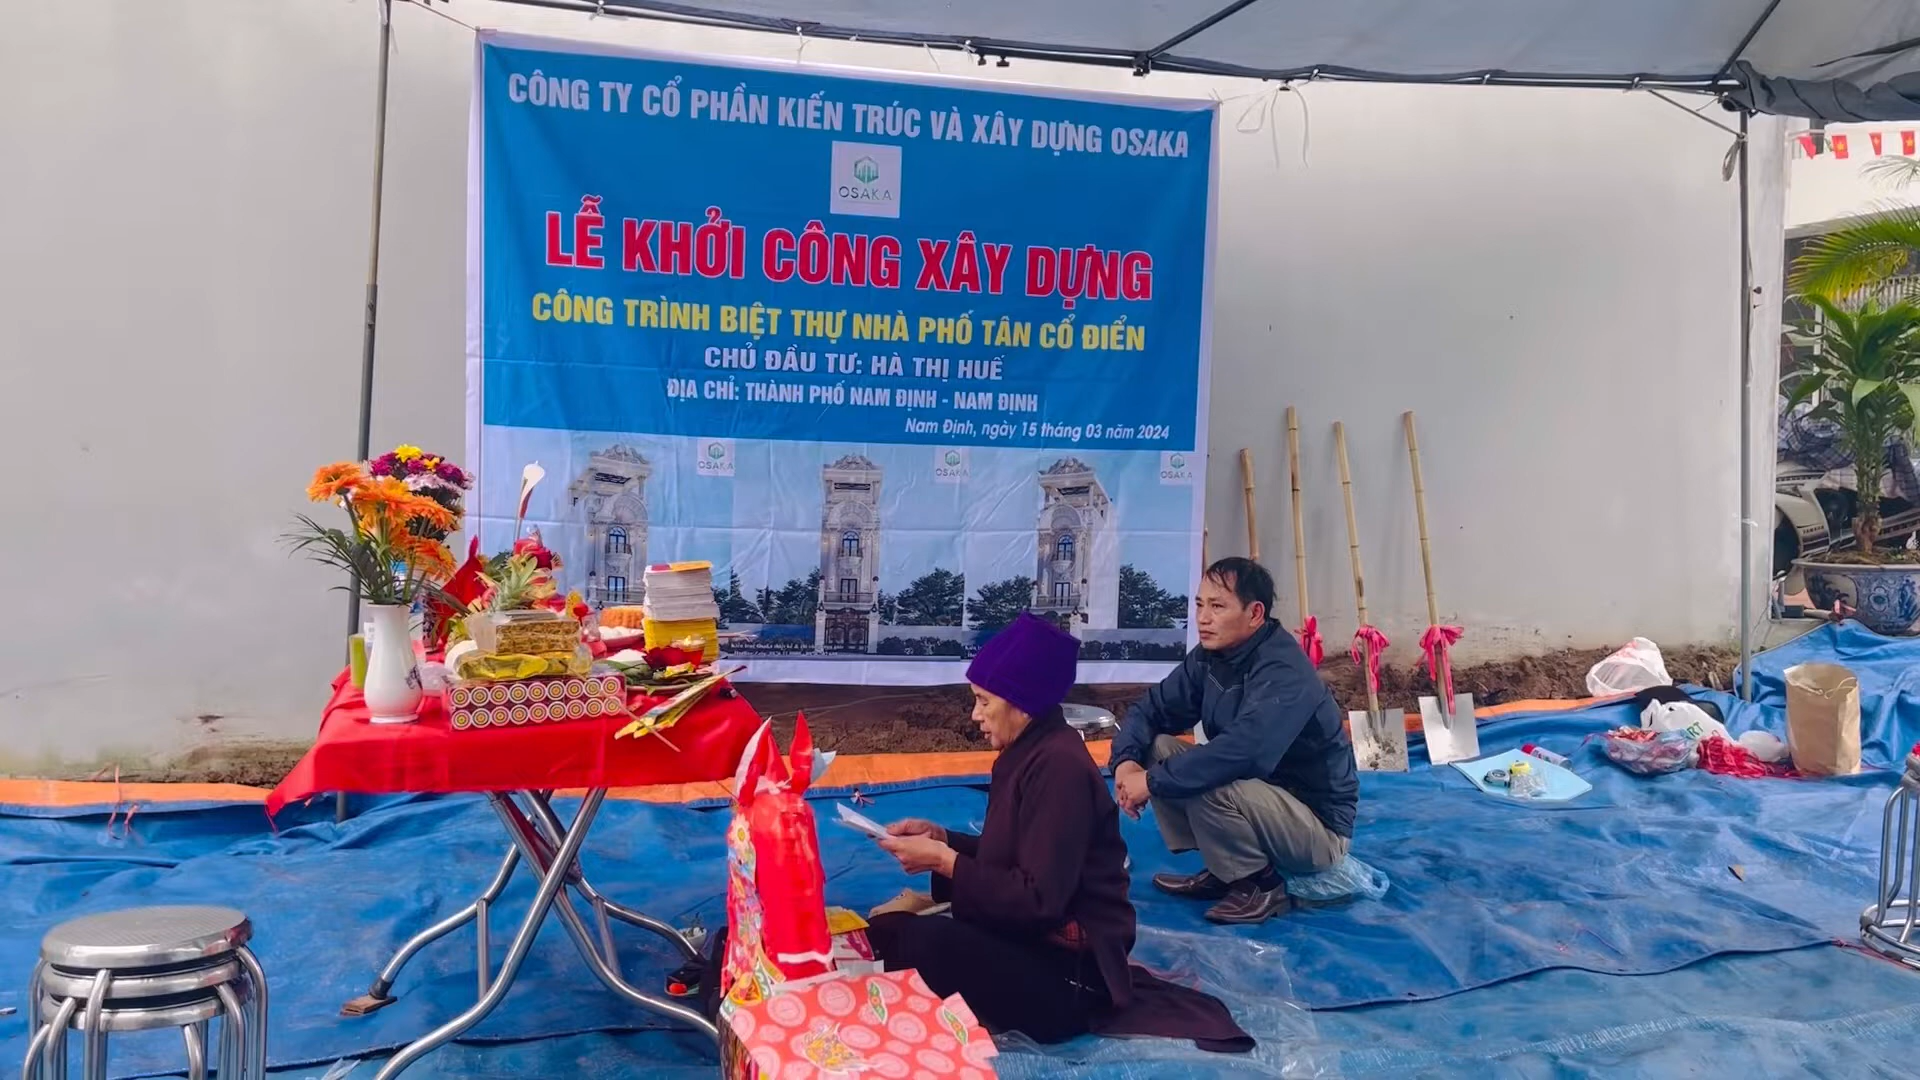 CÔNG TY CỔ PHẦN KIẾN TRÚC VÀ XÂY DỰNG OSAKA
OSAKA
LỄ KHỞI CÔNG XÂY DỰNG
CÔNG TRÌNH BIỆT THỰ NHÀ PHỐ TÂN CỔ ĐIỂN
CHỦ ĐẦU TƯ: HÀ THỊ HUẾ
ĐỊA CHỈ: THÀNH PHỐ NAM ĐỊNH - NAM ĐỊNH
Nam Định, ngày 15 tháng 03 năm 2024
OSAKA
OSAKA
OSAKA